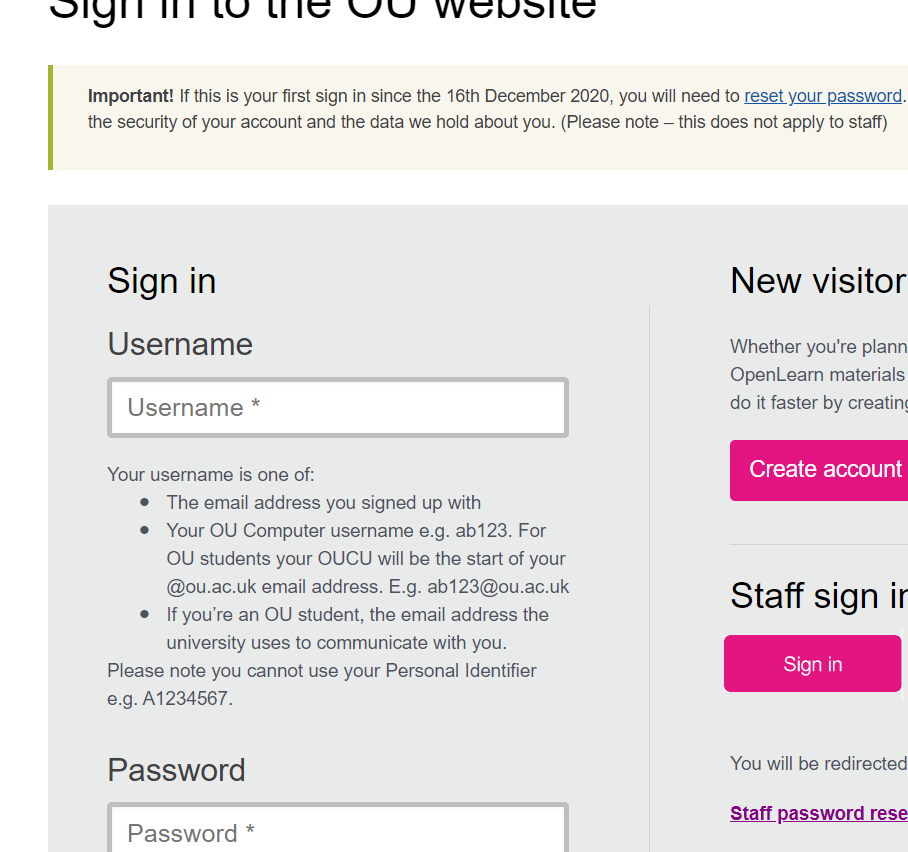 Sign in to the OU website
Important! If this is your first sign in since the 16th December 2020, you will need to reset your password.
the security of your account and the data we hold about you. (Please note – this does not apply to staff)
Sign in
Username
Username *
Your username is one of:
• The email address you signed up with
• Your OU Computer username e.g. ab123. For
OU students your OUCU will be the start of your
@ou.ac.uk email address. E.g. ab123@ou.ac.uk
• If you’re an OU student, the email address the
university uses to communicate with you.
Please note you cannot use your Personal Identifier
e.g. A1234567.
Password
Password *
New visitor
Whether you're plann
OpenLearn materials
do it faster by creating
Create account
Staff sign in
Sign in
You will be redirected
Staff password rese